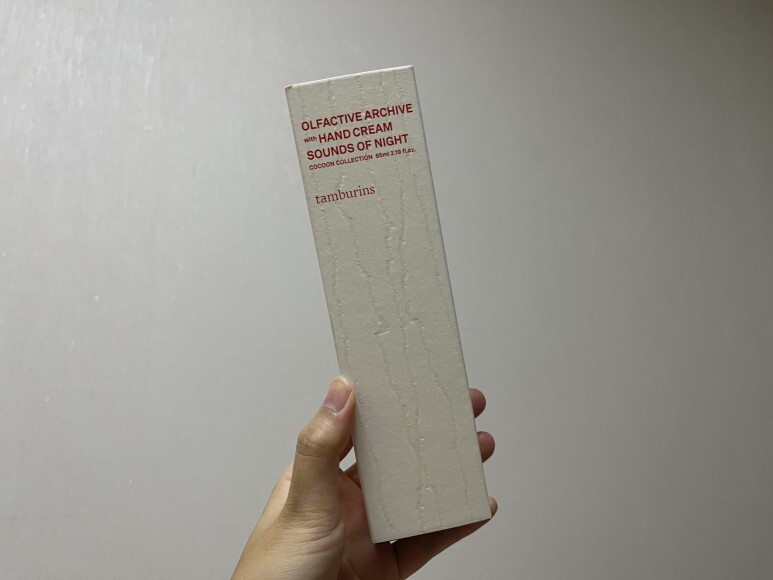 OLFACTIVE ARCHIVE
with HAND CREAM
SOUNDS OF NIGHT
COCOON COLLECTION 65ml 2.19 fl.oz.
tamburins